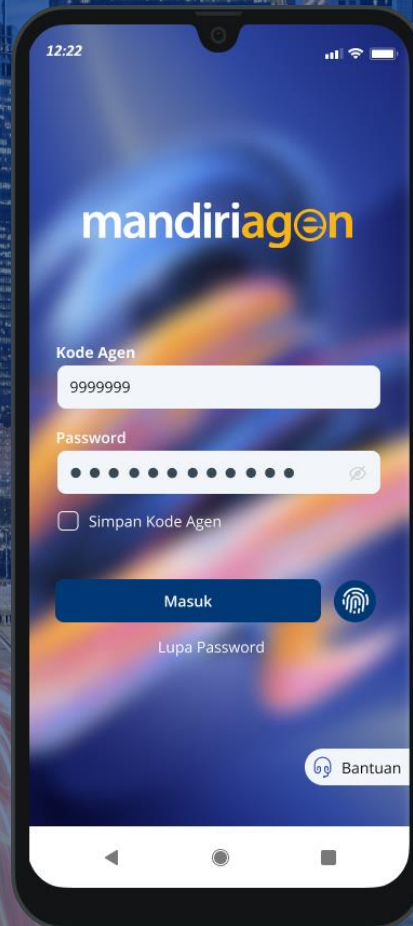 12:22
mandiriagen
Kode Agen
9999999
Password
Simpan Kode Agen
Masuk
Lupa Password
Bantuan